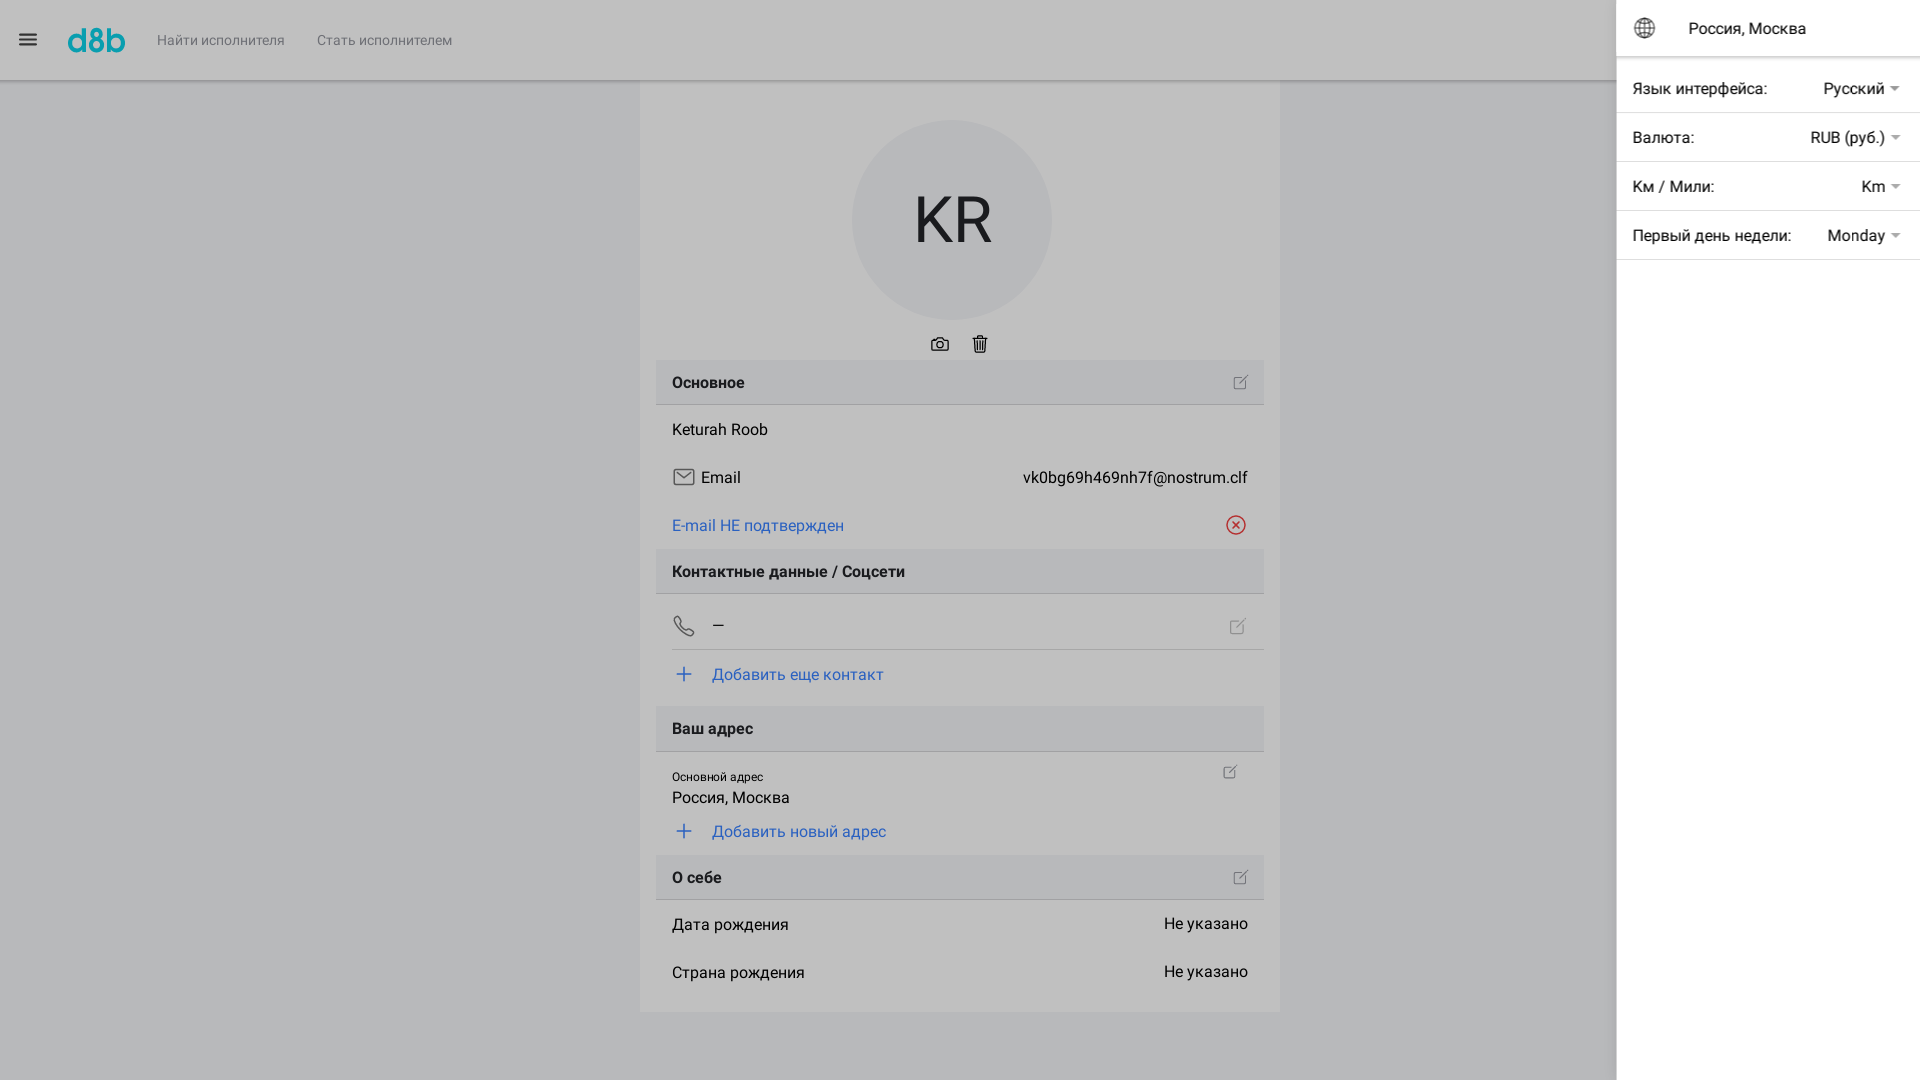 d8b
Найти исполнителя
Стать исполнителем
Россия, Москва
Язык интерфейса: Русский
Валюта: RUB (руб.)
Км / Мили: Km
Первый день недели: Monday
KR
Основное
Keturah Roob
Email vk0bg69h469nh7f@nostrum.clf
E-mail НЕ подтвержден
Контактные данные / Соцсети
—
Добавить еще контакт
Ваш адрес
Основной адрес
Россия, Москва
Добавить новый адрес
О себе
Дата рождения Не указано
Страна рождения Не указано